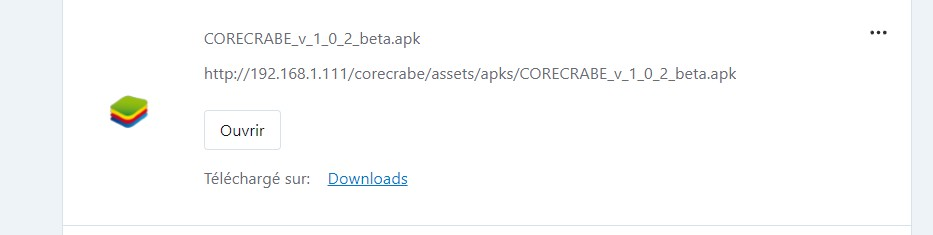 CORECRABE_v_1_0_2_beta.apk
http://192.168.1.111/corecrabe/assets/apks/CORECRABE_v_1_0_2_beta.apk
Ouvrir
Téléchargé sur: Downloads